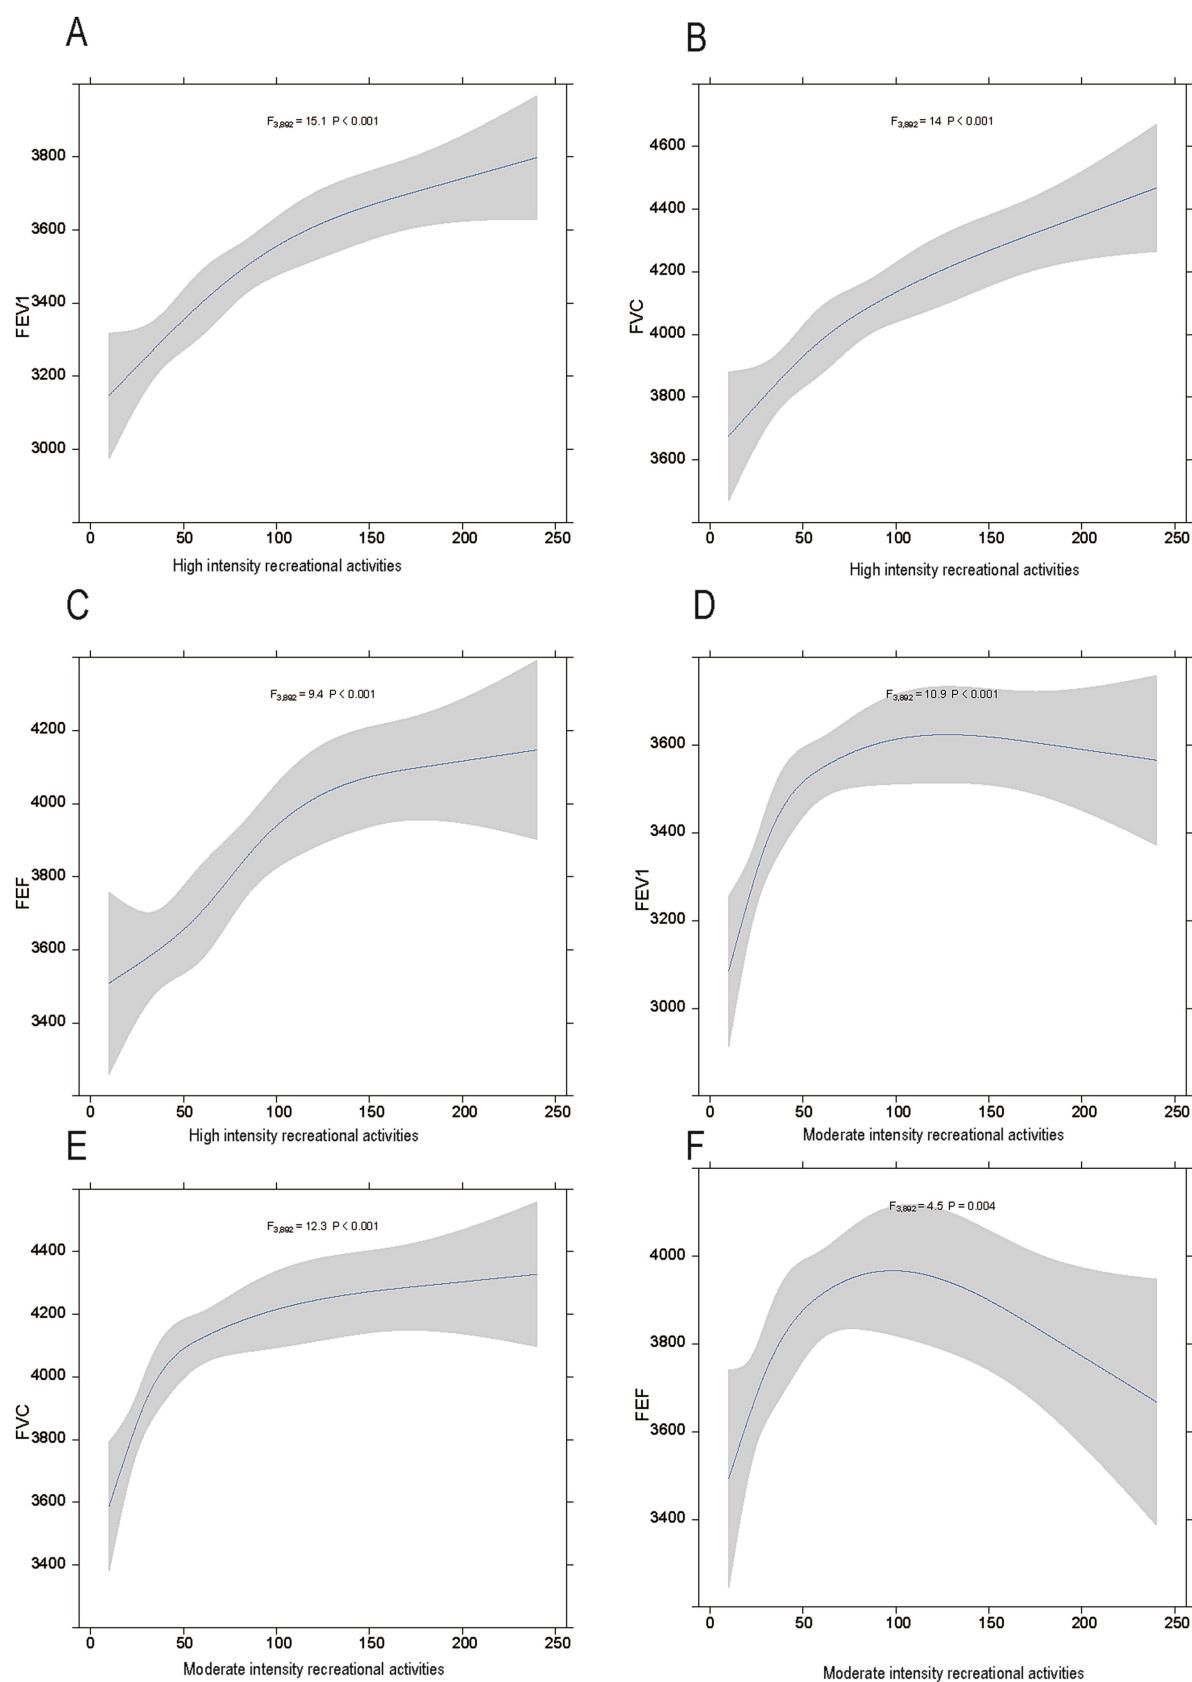 A
F3,892 = 15.1 P < 0.001
3800
3600
3400
3200
3000
FEV1
0 50 100 150 200 250
High intensity recreational activities
B
F3,892 = 14 P < 0.001
4600
4400
4200
4000
3800
3600
FVC
0 50 100 150 200 250
High intensity recreational activities
C
F3,892 = 9.4 P < 0.001
4200
4000
3800
3600
3400
FEF
0 50 100 150 200 250
High intensity recreational activities
D
F3,892 = 10.9 P < 0.001
3600
3400
3200
3000
FEV1
0 50 100 150 200 250
Moderate intensity recreational activities
E
F3,892 = 12.3 P < 0.001
4400
4200
4000
3800
3600
3400
FVC
0 50 100 150 200 250
Moderate intensity recreational activities
F
F3,892 = 4.5 P = 0.004
4000
3800
3600
3400
FEF
0 50 100 150 200 250
Moderate intensity recreational activities